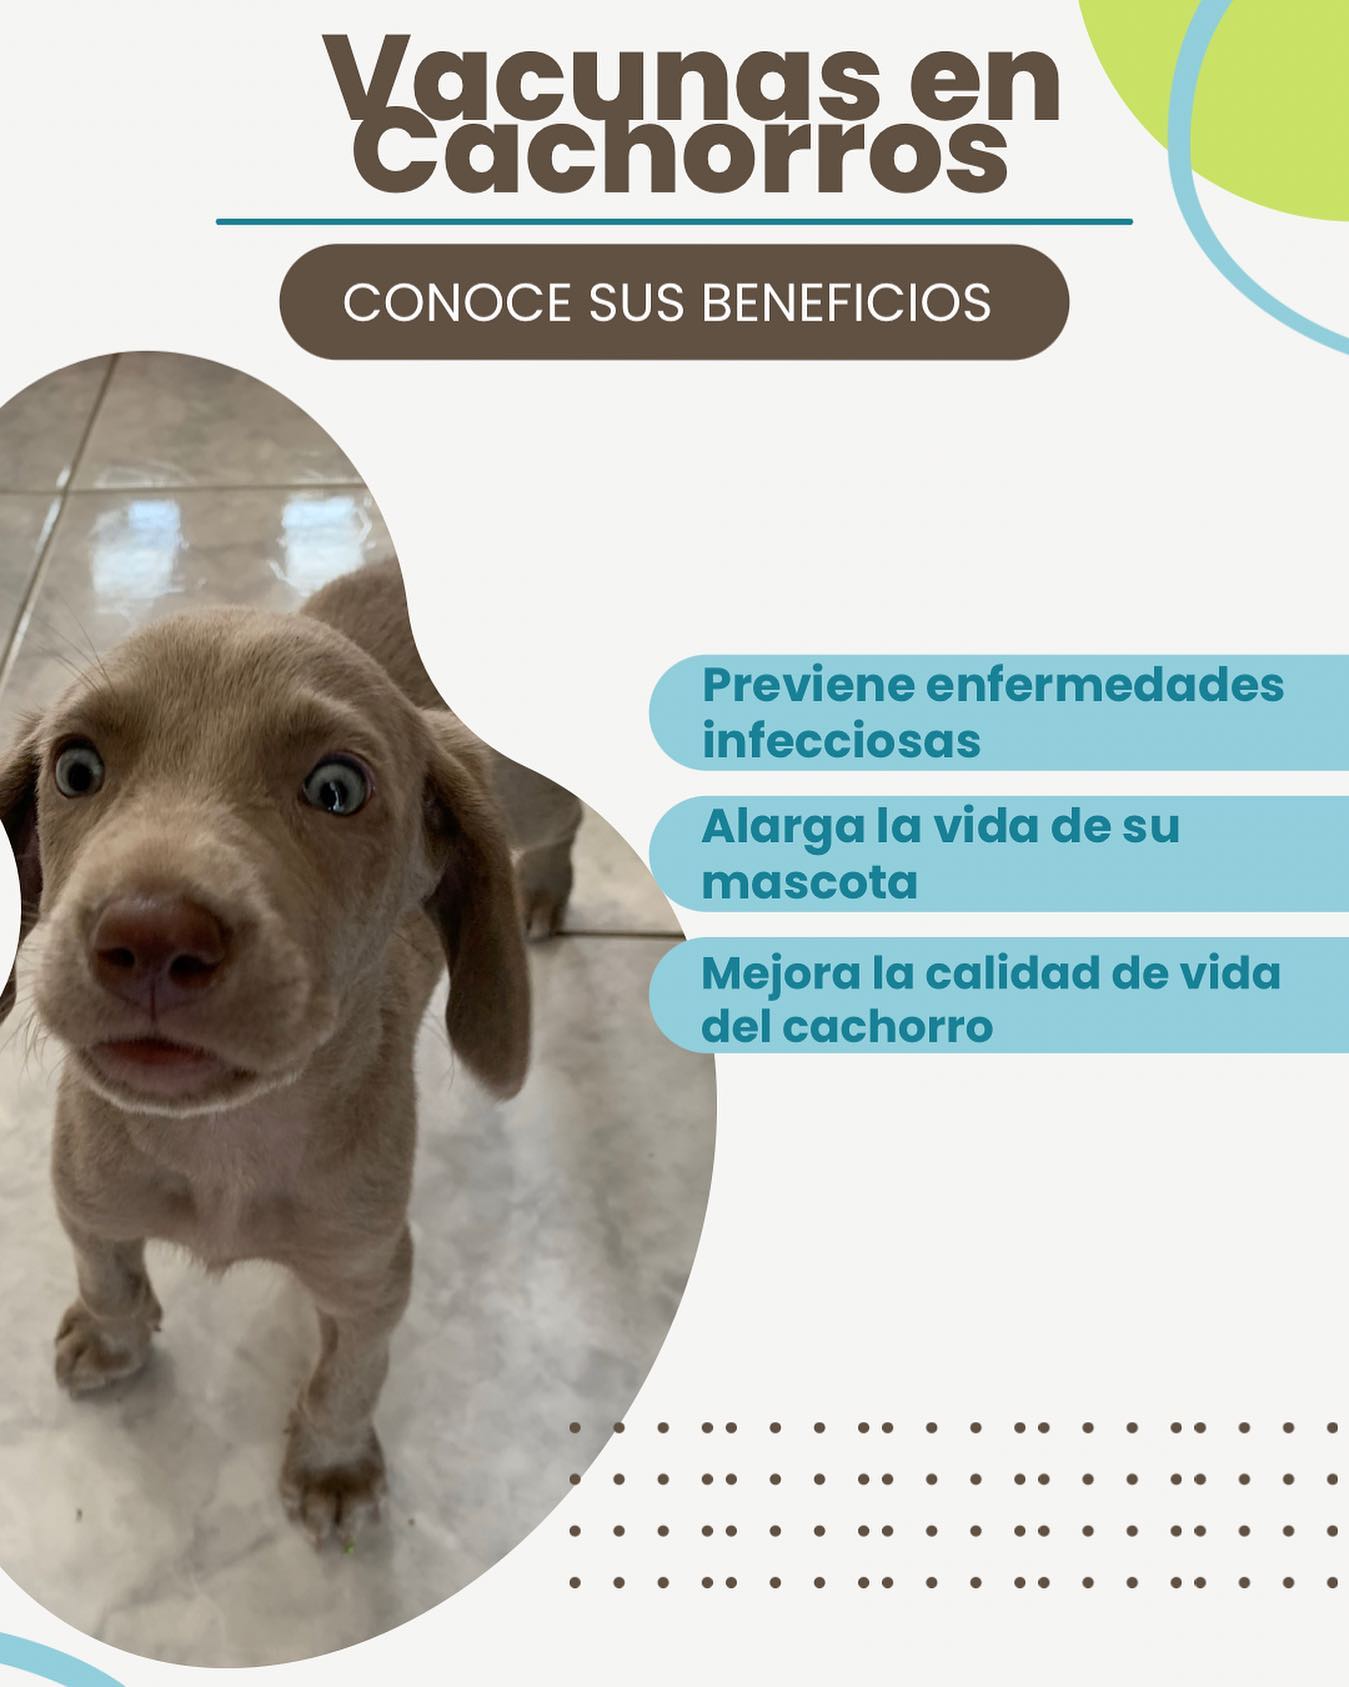 Vacunas en
Cachorros
CONOCE SUS BENEFICIOS
Previene enfermedades
infecciosas
Alarga la vida de su
mascota
Mejora la calidad de vida
del cachorro